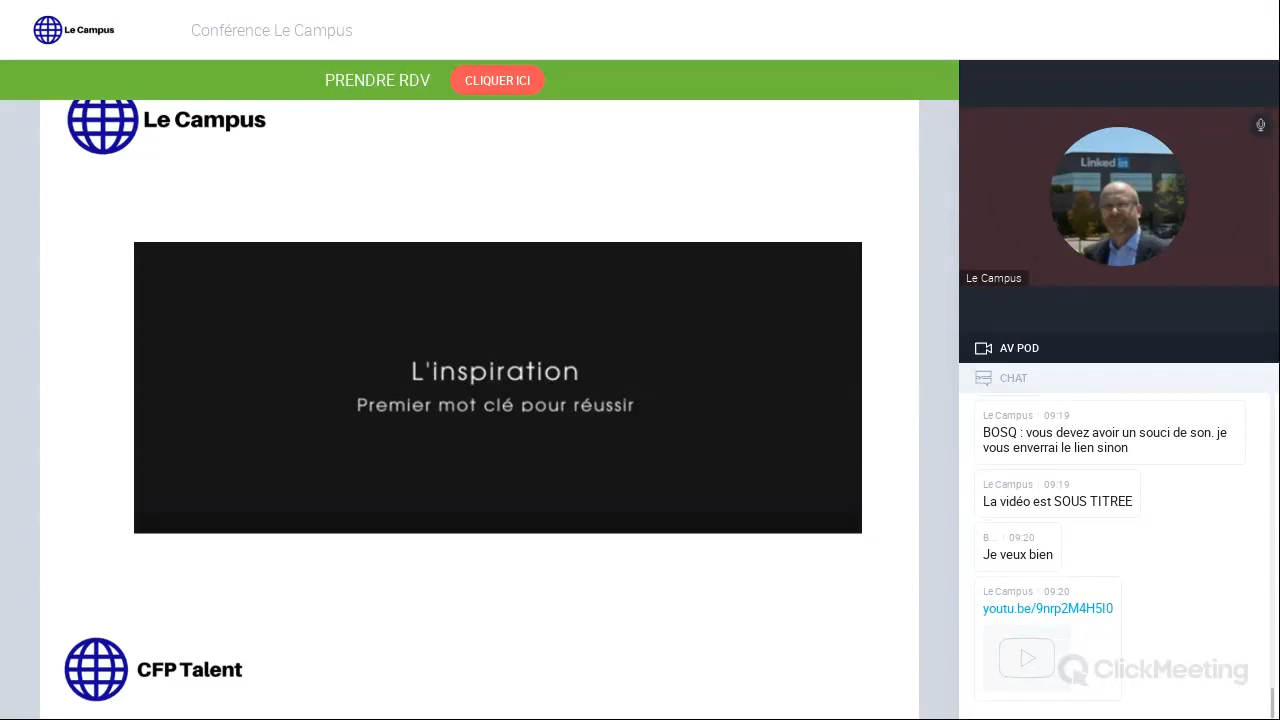 Le Campus
Conférence Le Campus
PRENDRE RDV
CLIQUER ICI
Le Campus
L'inspiration
Premier mot clé pour réussir
CFP Talent
Linked in
Le Campus
AV POD
CHAT
Le Campus 09:19
BOSQ : vous devez avoir un souci de son. je
vous enverrai le lien sinon
Le Campus 09:19
La vidéo est SOUS TITREE
B... 09:20
Je veux bien
Le Campus 09:20
youtu.be/9nrp2M4H5I0
ClickMeeting